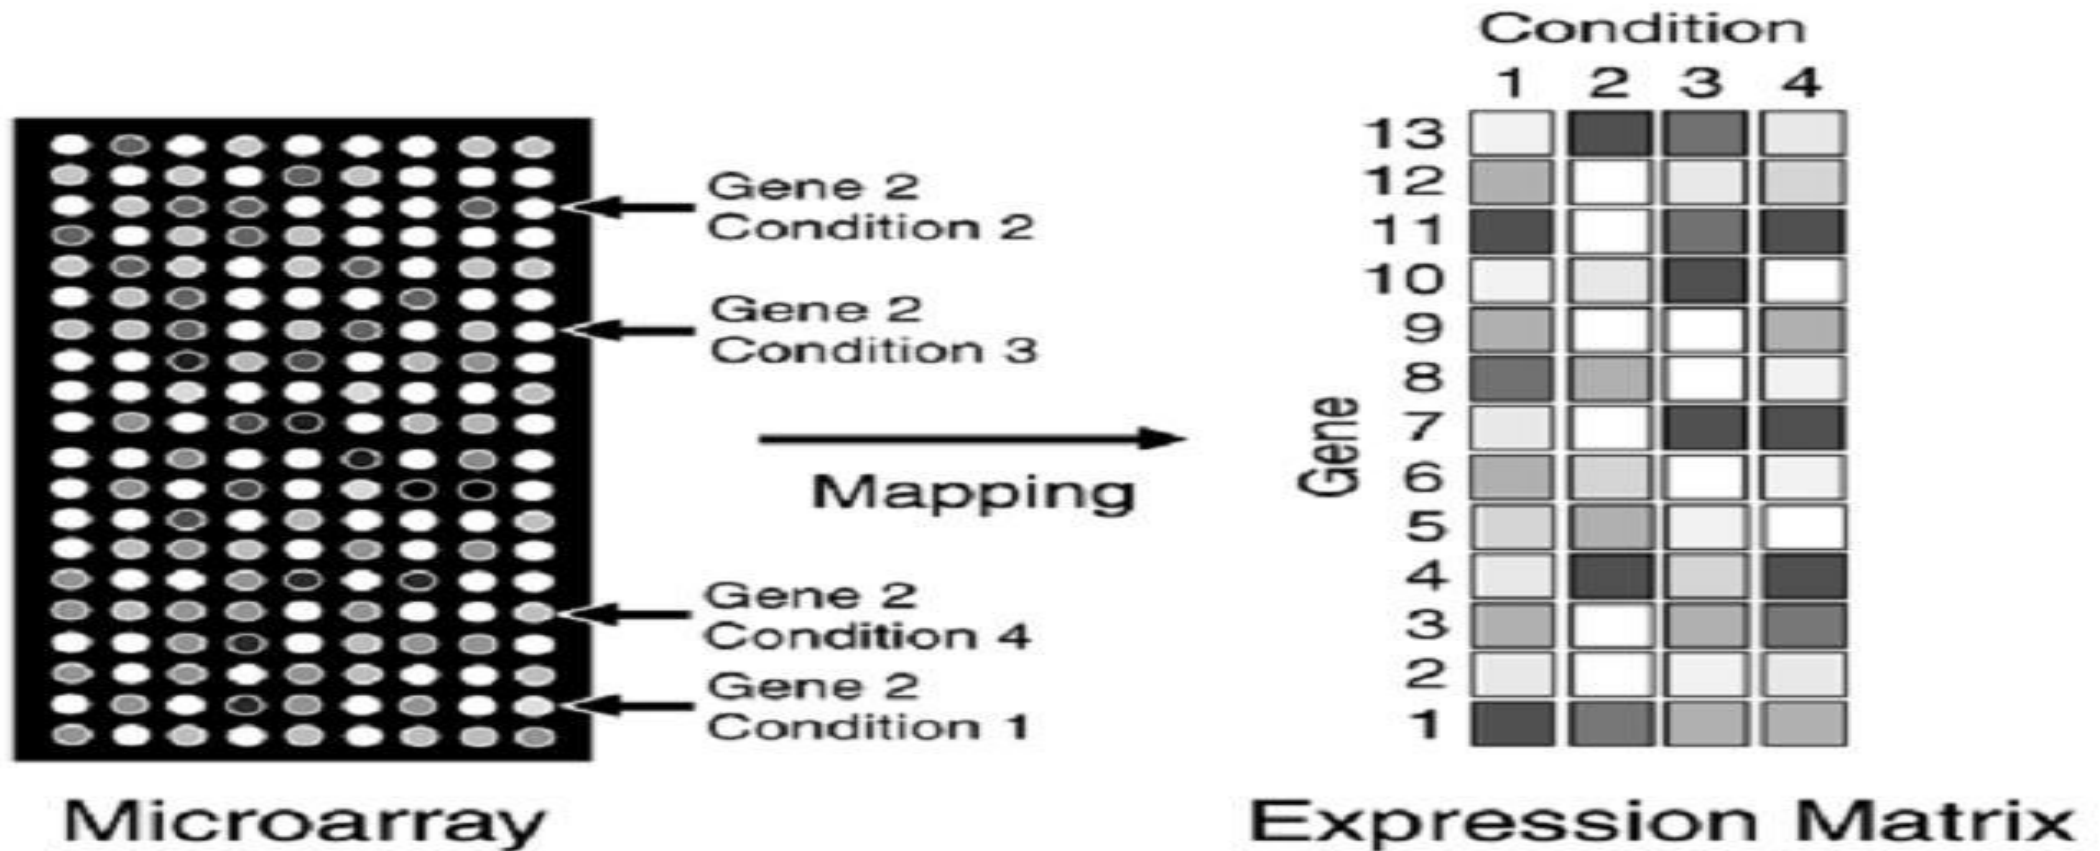 Gene 2
Condition 2
Gene 2
Condition 3
Mapping
Gene 2
Condition 4
Gene 2
Condition 1
Microarray
Condition
1 2 3 4
13
12
11
10
9
8
7
6
5
4
3
2
1
Gene
Expression Matrix